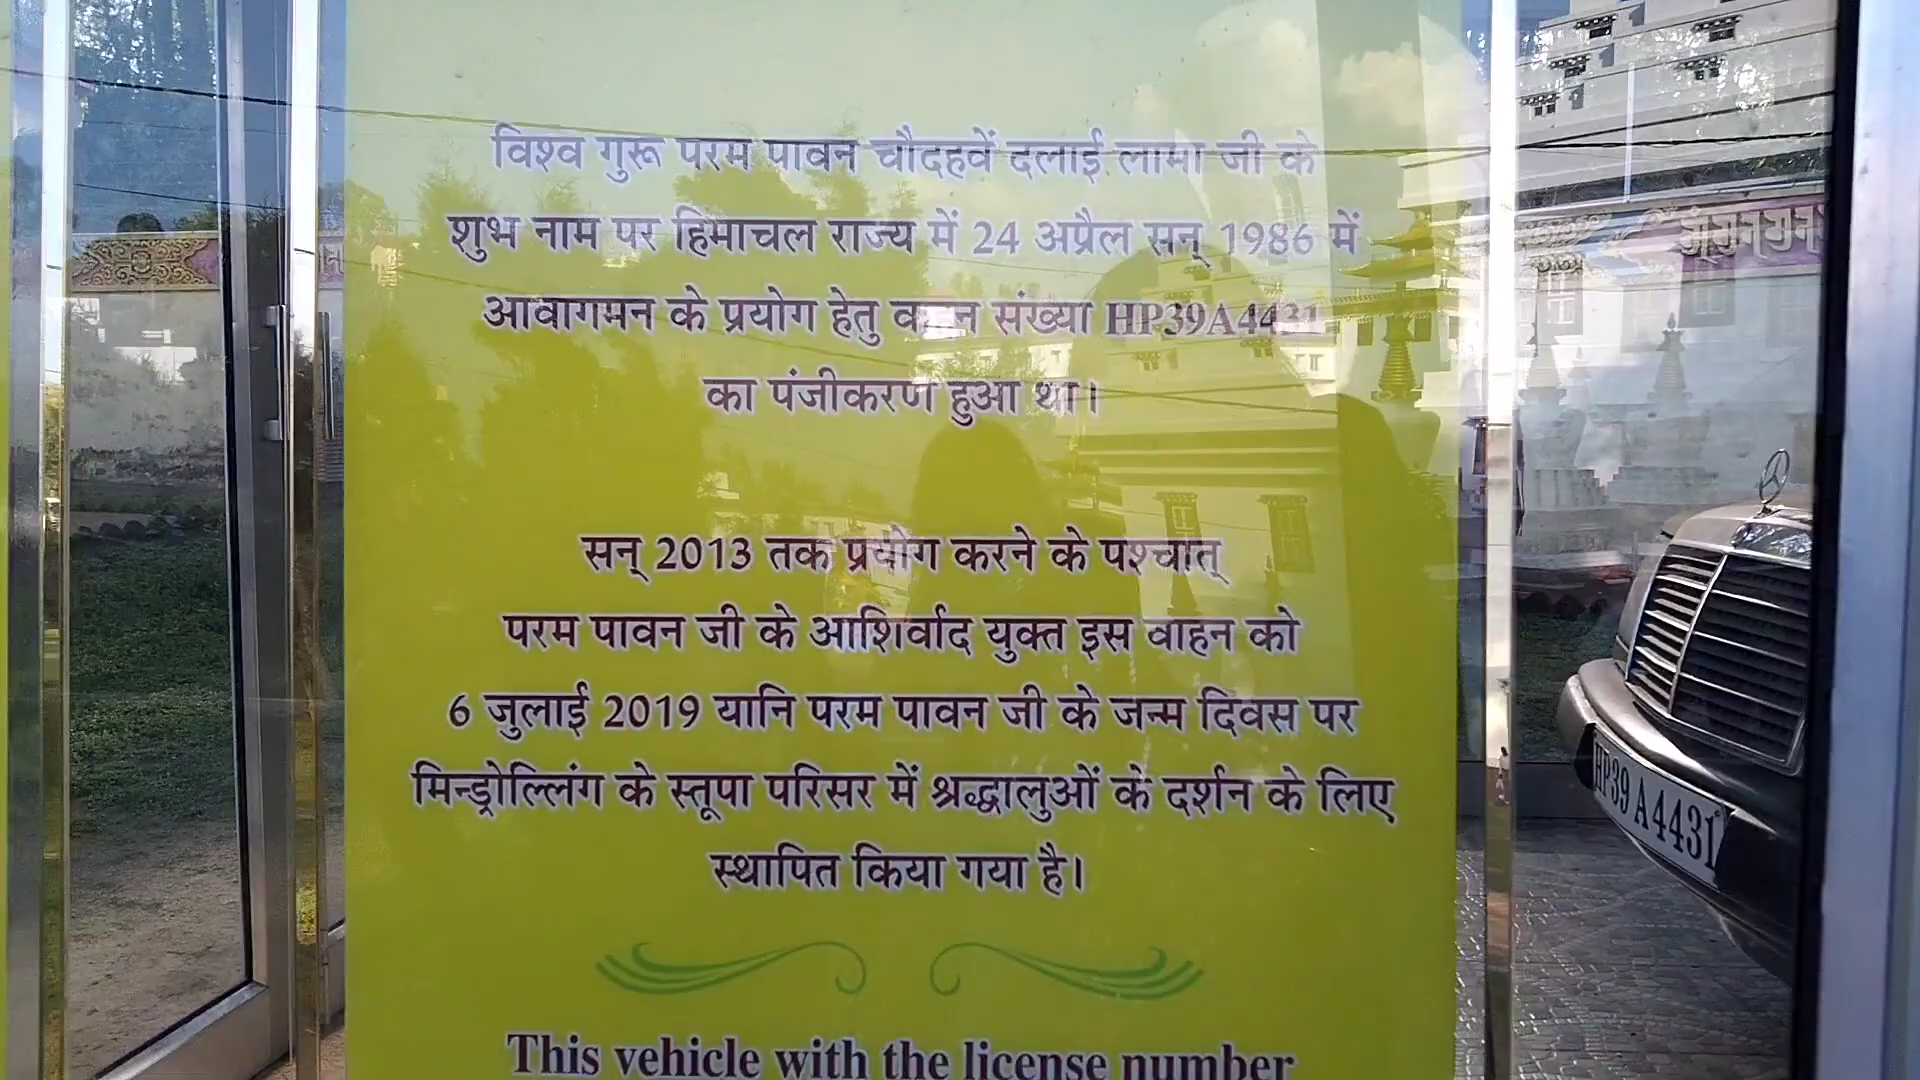 विश्व गुरू परम पावन चौदहवें दलाई लामा जी के
शुभ नाम पर हिमाचल राज्य में 24 अप्रैल सन् 1986 में
आवागमन के प्रयोग हेतु वाहन संख्या HP39A4431
का पंजीकरण हुआ था।
सन् 2013 तक प्रयोग करने के पश्चात्
परम पावन जी के आशिर्वाद युक्त इस वाहन को
6 जुलाई 2019 यानि परम पावन जी के जन्म दिवस पर
मिन्ड्रोल्लिंग के स्तूपा परिसर में श्रद्धालुओं के दर्शन के लिए
स्थापित किया गया है।
This vehicle with the license number
HP39 A 4431